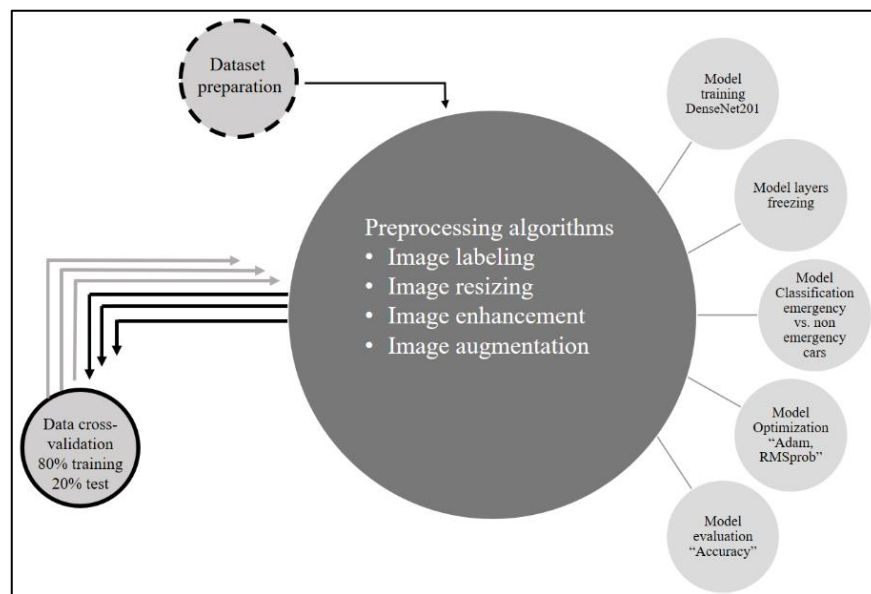 Dataset
preparation
Preprocessing algorithms
• Image labeling
• Image resizing
• Image enhancement
• Image augmentation
Data cross-
validation
80% training
20% test
Model
training
DenseNet201
Model layers
freezing
Model
Classification
emergency
vs. non
emergency
cars
Model
Optimization
“Adam,
RMSprob”
Model
evaluation
“Accuracy”